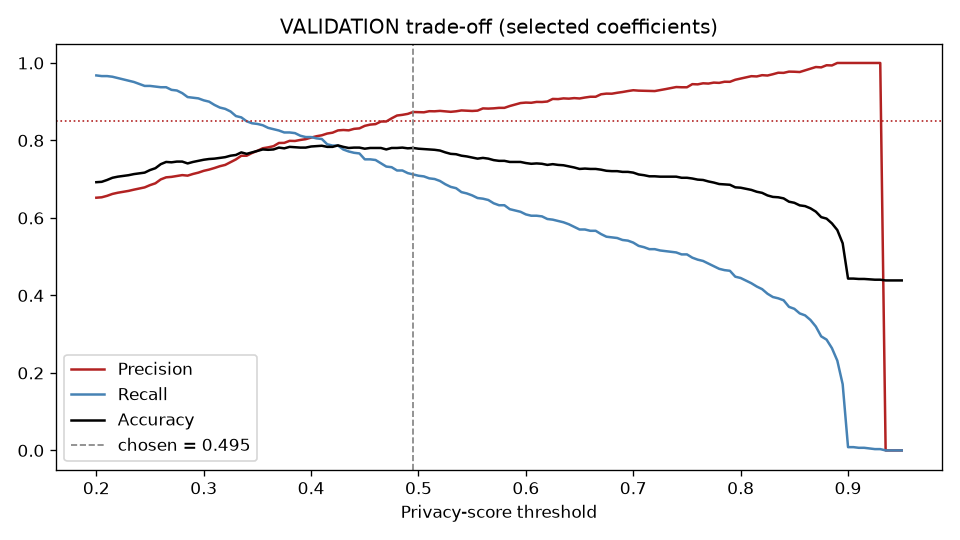 VALIDATION trade-off (selected coefficients)
1.0
0.8
0.6
0.4
0.2
0.0
Precision
Recall
Accuracy
chosen = 0.495
0.2 0.3 0.4 0.5 0.6 0.7 0.8 0.9
Privacy-score threshold